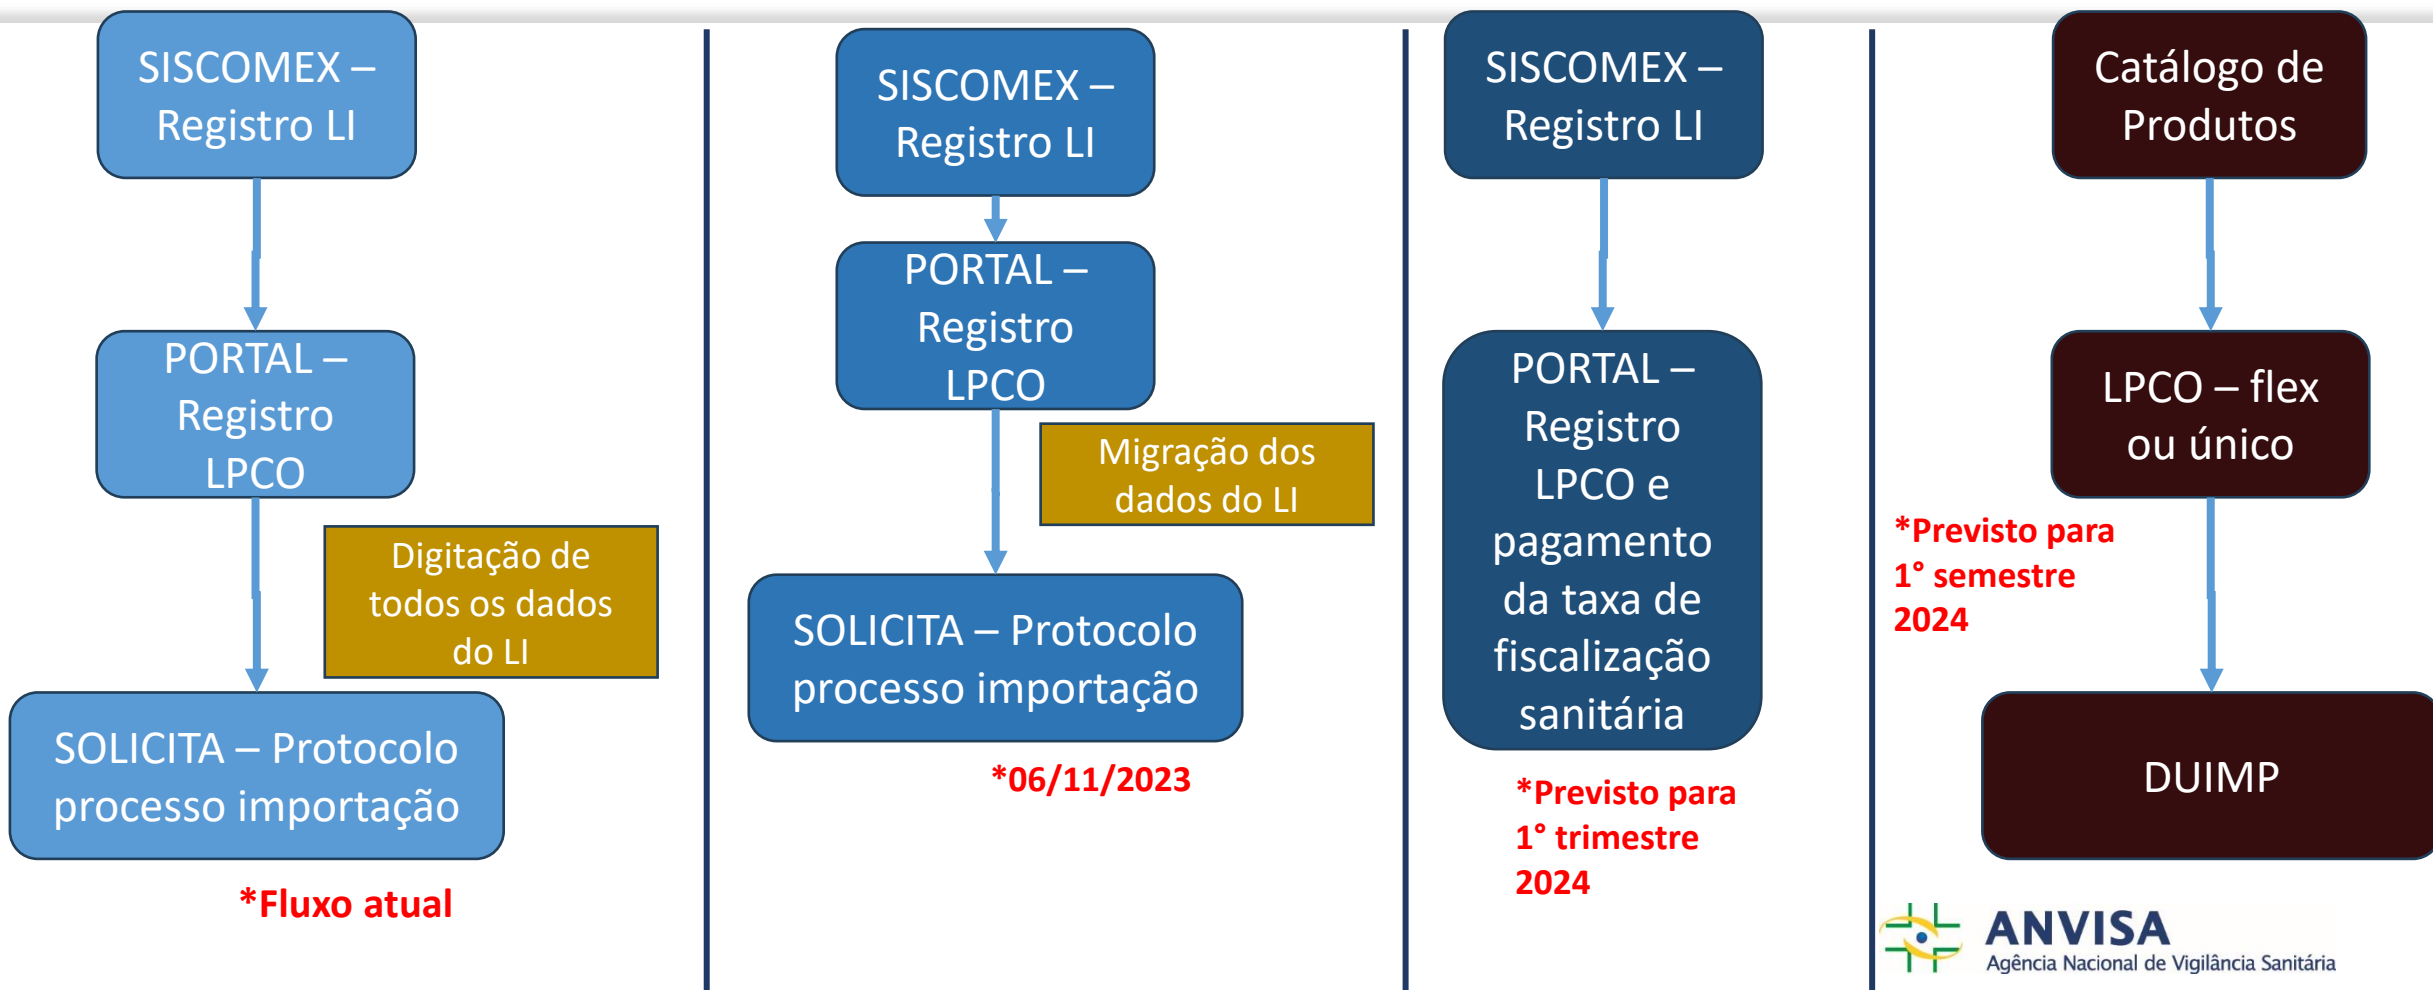 SISCOMEX –
Registro LI
PORTAL –
Registro
LPCO
Digitação de
todos os dados
do LI
SOLICITA – Protocolo
processo importação
*Fluxo atual
SISCOMEX –
Registro LI
PORTAL –
Registro
LPCO
Migração dos
dados do LI
SOLICITA – Protocolo
processo importação
*06/11/2023
SISCOMEX –
Registro LI
PORTAL –
Registro
LPCO e
pagamento
da taxa de
fiscalização
sanitária
*Previsto para
1° trimestre
2024
Catálogo de
Produtos
LPCO – flex
ou único
*Previsto para
1° semestre
2024
DUIMP
ANVISA
Agência Nacional de Vigilância Sanitária